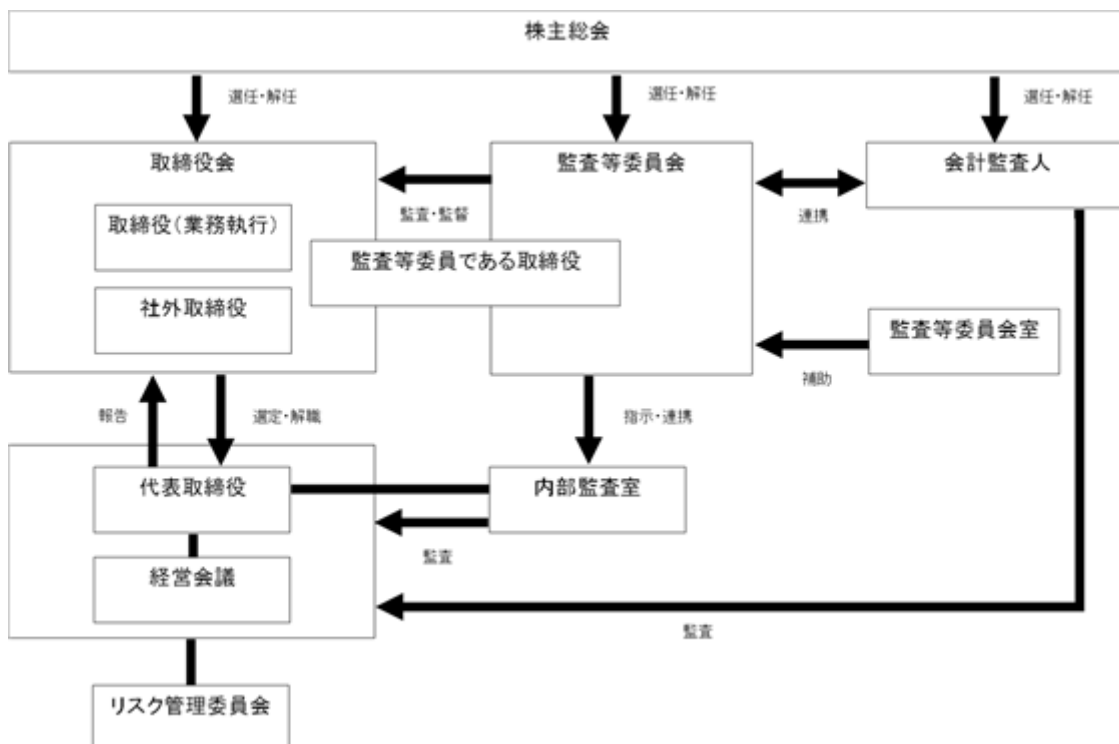 株主総会
選任・解任
選任・解任
選任・解任
取締役会
監査等委員会
会計監査人
監査・監督
連携
取締役（業務執行）
監査等委員である取締役
社外取締役
監査等委員会室
補助
報告
選定・解職
指示・連携
代表取締役
内部監査室
監査
経営会議
監査
リスク管理委員会